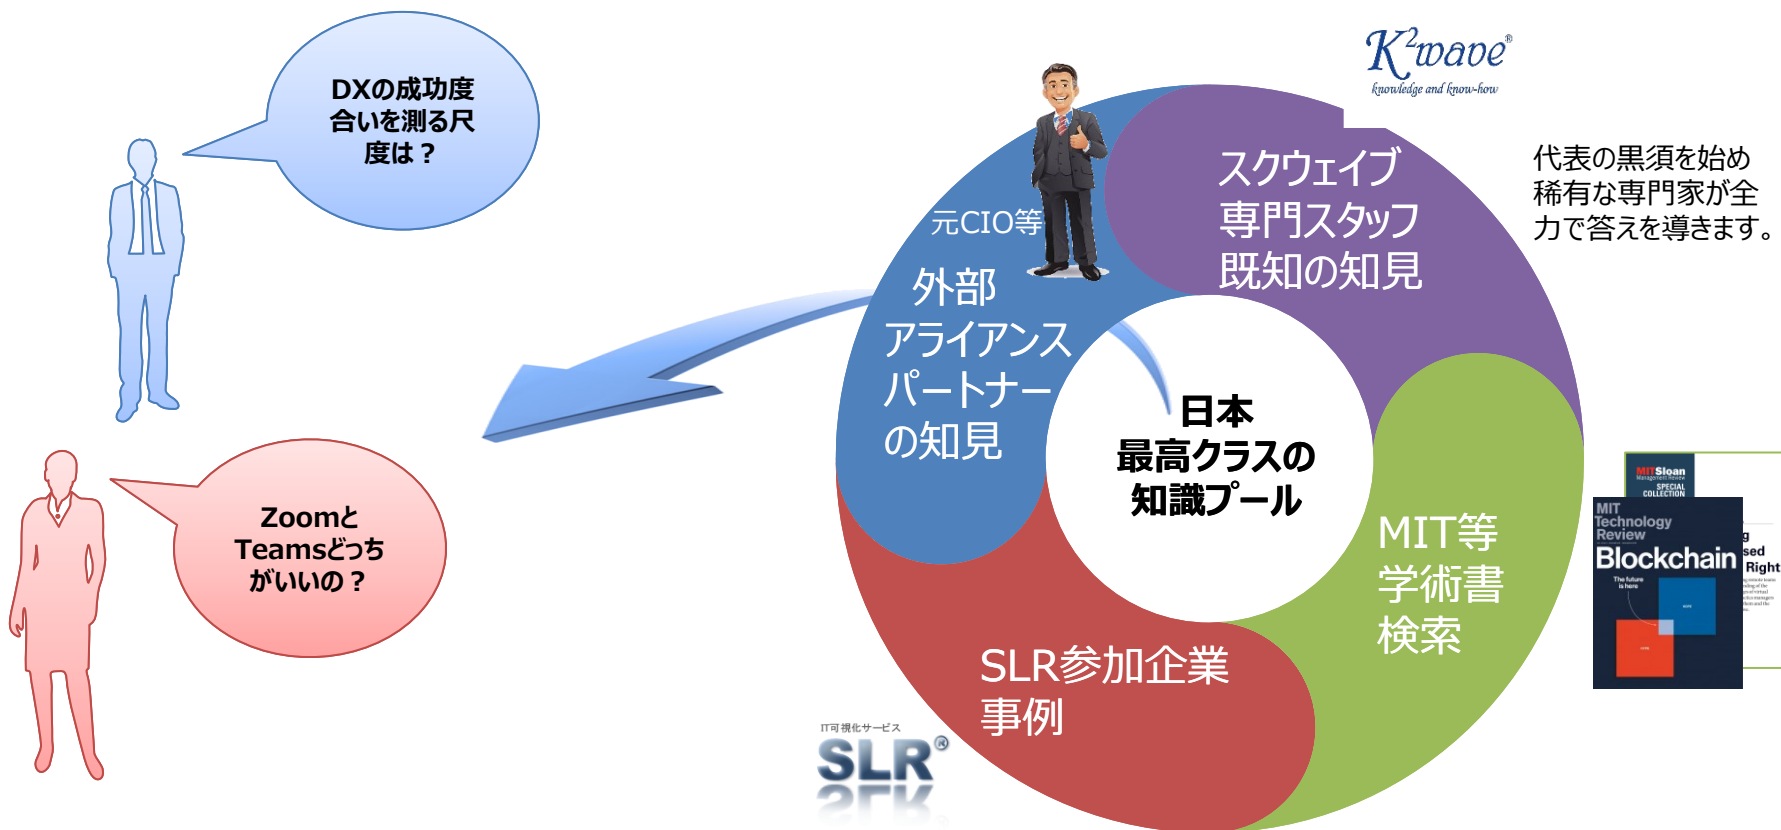 DXの成功度
合いを測る尺
度は？
Zoomと
Teamsどっち
がいいの？
K²wave®
knowledge and know-how
代表の黒須を始め
稀有な専門家が全
力で答えを導きます。
スクウェイブ
専門スタッフ
既知の知見
元CIO等
外部
アライアンス
パートナー
の知見
日本
最高クラスの
知識プール
MIT等
学術書
検索
SLR参加企業
事例
IT可視化サービス
SLR®
MITSloan
Management Review
SPECIAL
COLLECTION
MIT
Technology
Review
Blockchain
The future
is here
g
sed
Right